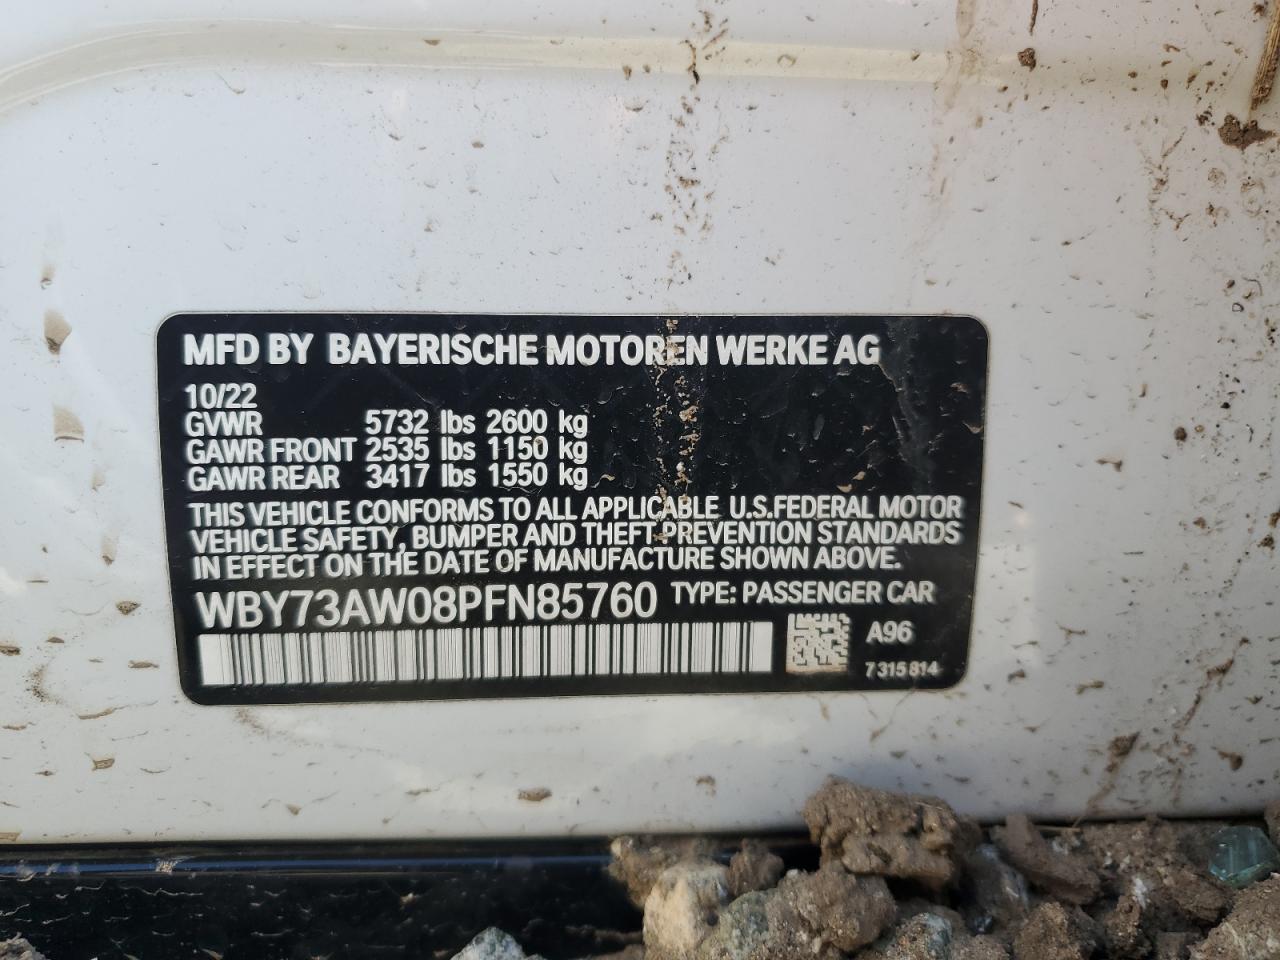 MFD BY BAYERISCHE MOTOREN WERKE AG
10/22
GVWR 5732 lbs 2600 kg
GAWR FRONT 2535 lbs 1150 kg
GAWR REAR 3417 lbs 1550 kg
THIS VEHICLE CONFORMS TO ALL APPLICABLE U.S.FEDERAL MOTOR
VEHICLE SAFETY, BUMPER AND THEFT PREVENTION STANDARDS
IN EFFECT ON THE DATE OF MANUFACTURE SHOWN ABOVE.
WBY73AW08PFN85760 TYPE: PASSENGER CAR
A96
7 315 814